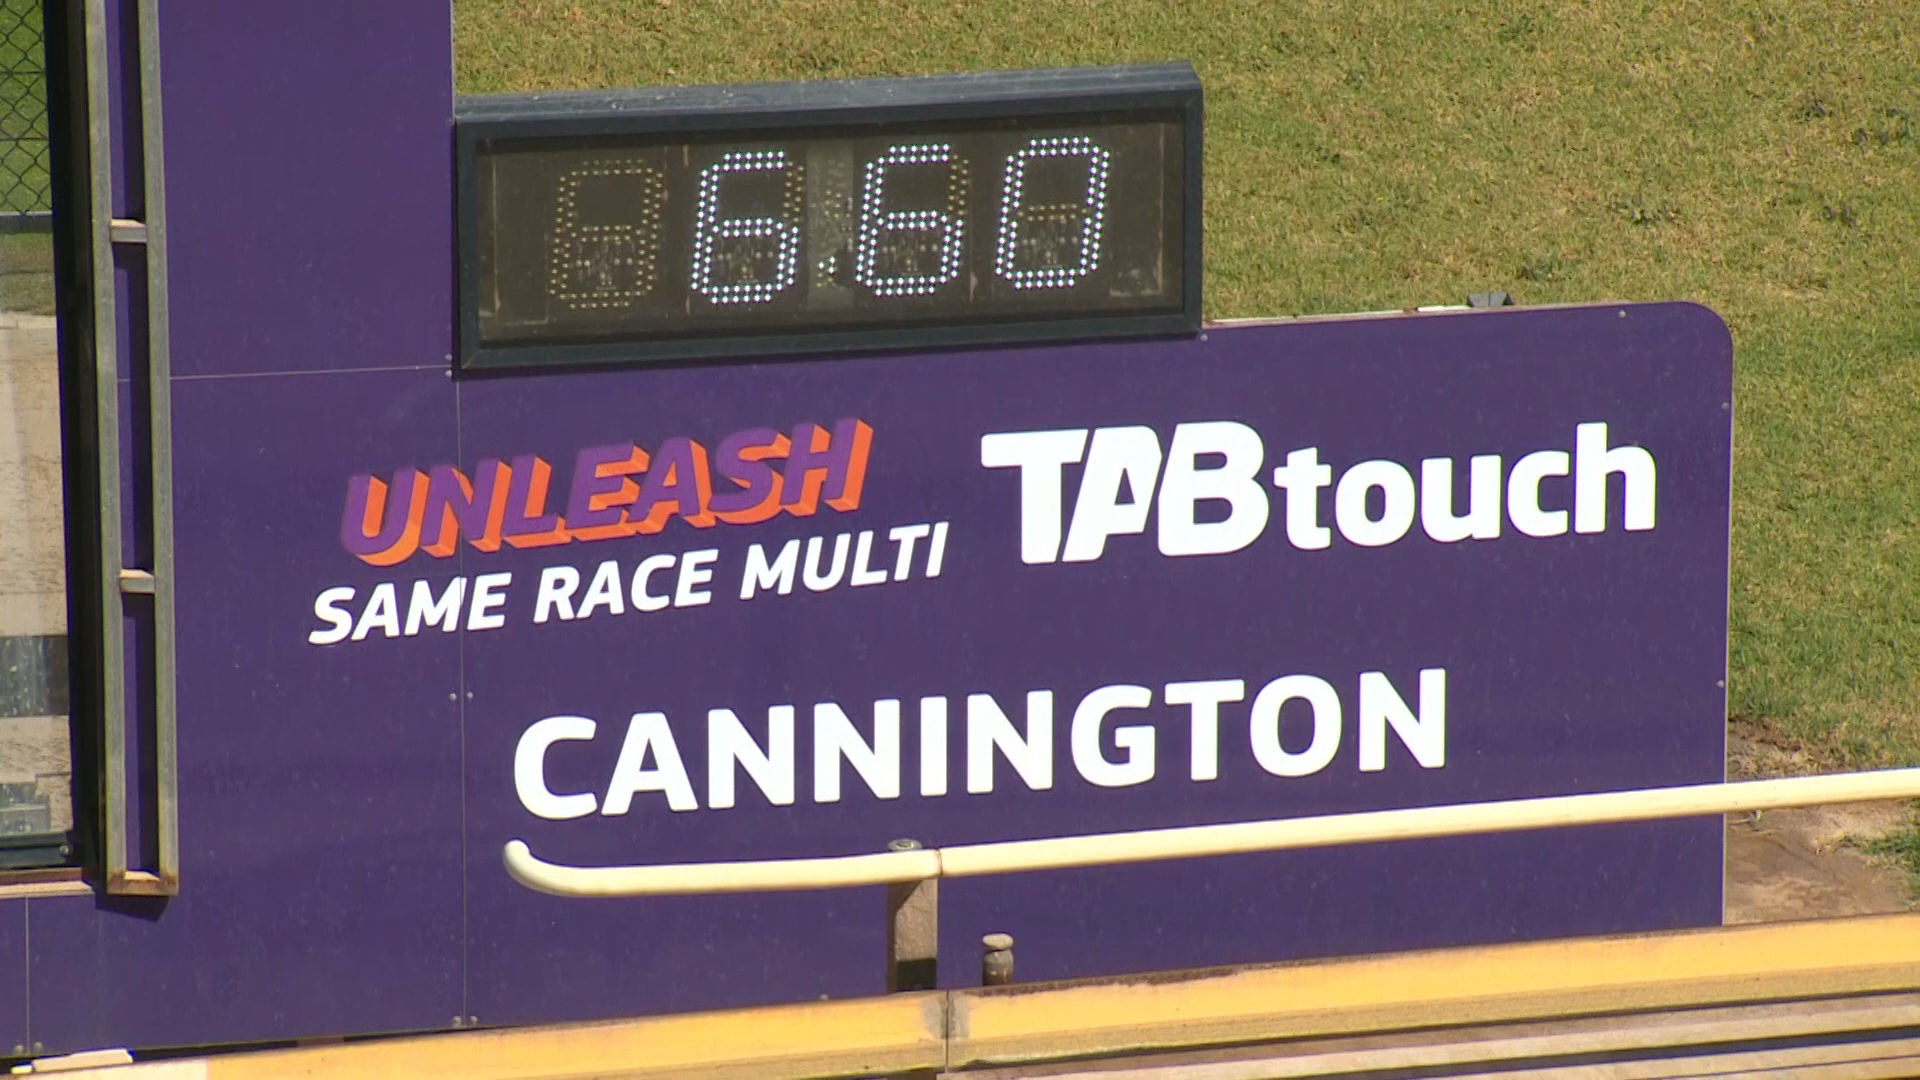 6.60
UNLEASH
SAME RACE MULTI
TABtouch
CANNINGTON